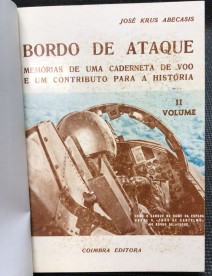 JOSÉ KRUS ABECASIS
BORDO DE ATAQUE
MEMÓRIAS DE UMA CADERNETA DE VOO
E UM CONTRIBUTO PARA A HISTÓRIA
II
VOLUME
COIMBRA EDITORA